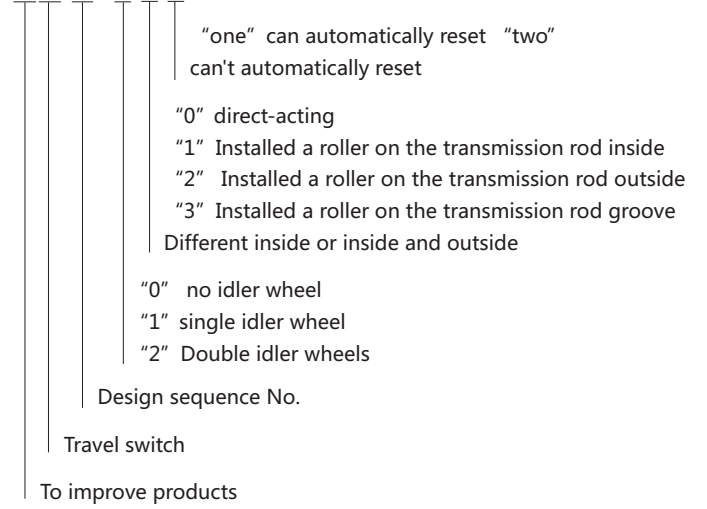 “one” can automatically reset “two”
can't automatically reset
“0” direct-acting
“1” Installed a roller on the transmission rod inside
“2” Installed a roller on the transmission rod outside
“3” Installed a roller on the transmission rod groove
Different inside or inside and outside
“0” no idler wheel
“1” single idler wheel
“2” Double idler wheels
Design sequence No.
Travel switch
To improve products